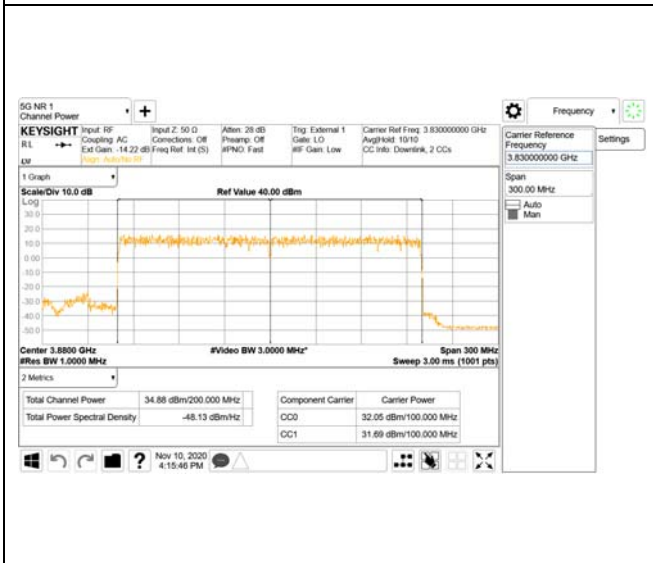 5G NR 1
Channel Power
Frequency
KEYSIGHT Input: RF Input Z: 50 Ω Atten: 28 dB Trig: External 1 Carrier Ref Freq: 3.830000000 GHz
RL Coupling: AC Corrections: Off Preamp: Off Gate: LO Avg|Hold: 10/10
Ext Gain: -14.22 dB Freq Ref: Int (S) #PNO: Fast #IF Gain: Low CC Info: Downlink, 2 CCs
Align: Auto/No RF
Carrier Reference
Frequency
3.830000000 GHz
Settings
Span
300.00 MHz
Auto
Man
1 Graph
Scale/Div 10.0 dB Ref Value 40.00 dBm
Log
30.0
20.0
10.0
0.00
-10.0
-20.0
-30.0
-40.0
-50.0
Center 3.8800 GHz #Video BW 3.0000 MHz* Span 300 MHz
#Res BW 1.0000 MHz Sweep 3.00 ms (1001 pts)
2 Metrics
Total Channel Power 34.88 dBm/200.000 MHz Component Carrier Carrier Power
Total Power Spectral Density -48.13 dBm/Hz CC0 32.05 dBm/100.000 MHz
CC1 31.69 dBm/100.000 MHz
Nov 10, 2020
4:15:46 PM